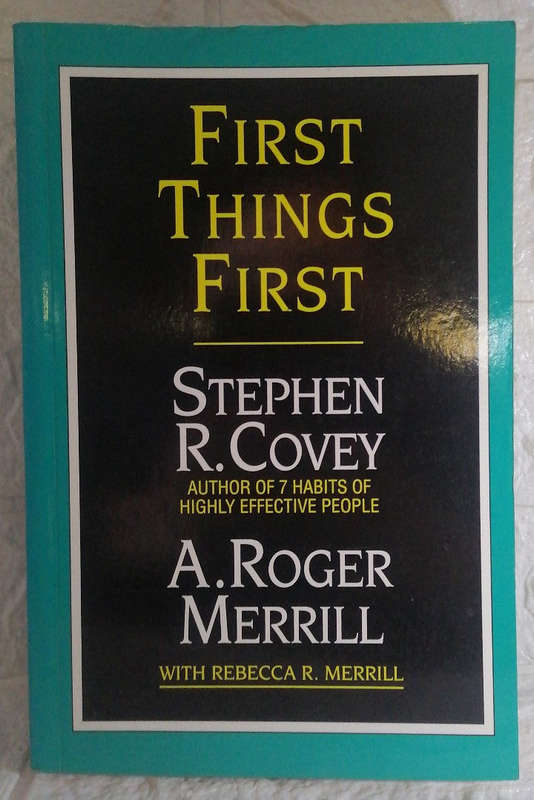 FIRST
THINGS
FIRST
STEPHEN
R. COVEY
AUTHOR OF 7 HABITS OF
HIGHLY EFFECTIVE PEOPLE
A. ROGER
MERRILL
WITH REBECCA R. MERRILL